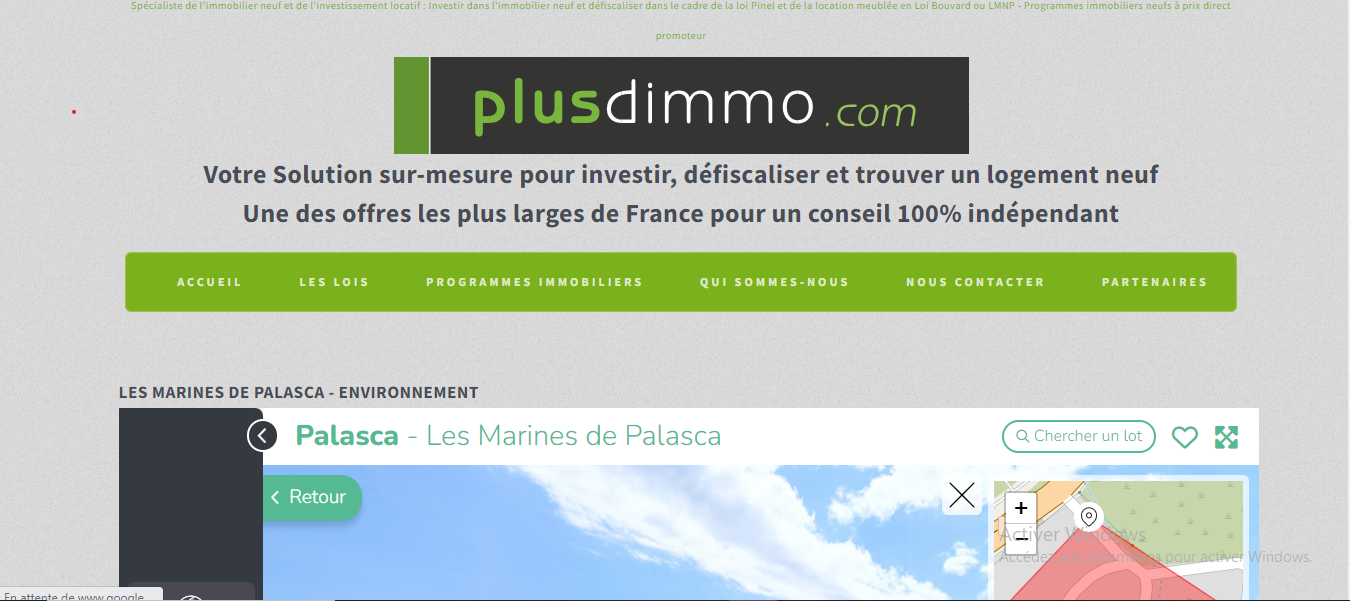 Spécialiste de l'immobilier neuf et de l'investissement locatif : Investir dans l'immobilier neuf et défiscaliser dans le cadre de la loi Pinel et de la location meublée en Loi Bouvard ou LMNP - Programmes immobiliers neufs à prix direct
promoteur
plusdimmo.com
Votre Solution sur-mesure pour investir, défiscaliser et trouver un logement neuf
Une des offres les plus larges de France pour un conseil 100% indépendant
ACCUEIL LES LOIS PROGRAMMES IMMOBILIERS QUI SOMMES-NOUS NOUS CONTACTER PARTENAIRES
LES MARINES DE PALASCA - ENVIRONNEMENT
Palasca - Les Marines de Palasca Chercher un lot
Retour
+
Activer Windows
−
Accédez aux paramètres pour activer Windows.
En attente de www.google